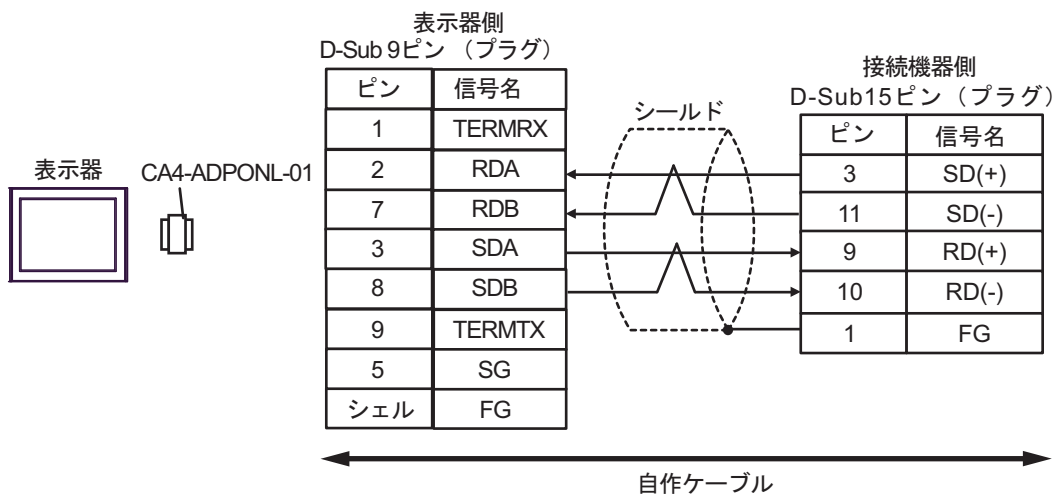 表示器側
D-Sub 9ピン （プラグ）
ピン 信号名
1 TERMRX
2 RDA
7 RDB
3 SDA
8 SDB
9 TERMTX
5 SG
シェル FG
表示器
CA4-ADPONL-01
シールド
接続機器側
D-Sub15ピン（プラグ）
ピン 信号名
3 SD(+)
11 SD(-)
9 RD(+)
10 RD(-)
1 FG
自作ケーブル